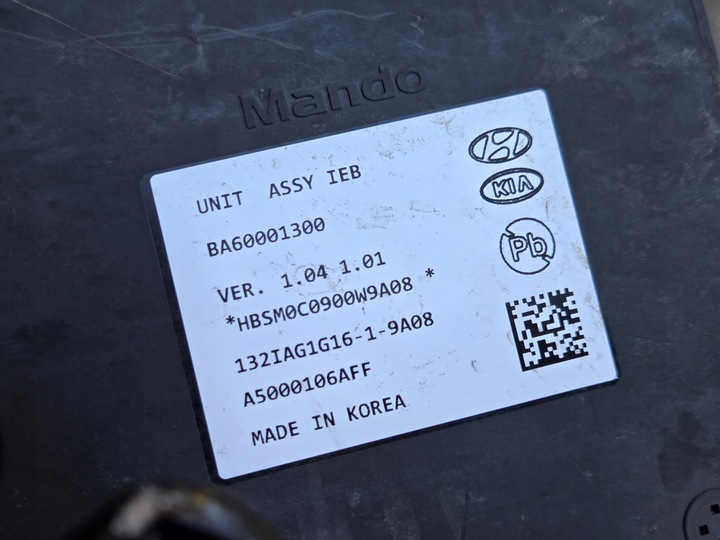 Mando
UNIT ASSY IEB
BA60001300
VER. 1.04 1.01
*HBSM0C0900W9A08 *
132IAG1G16-1-9A08
A5000106AFF
MADE IN KOREA
KIA
Pb